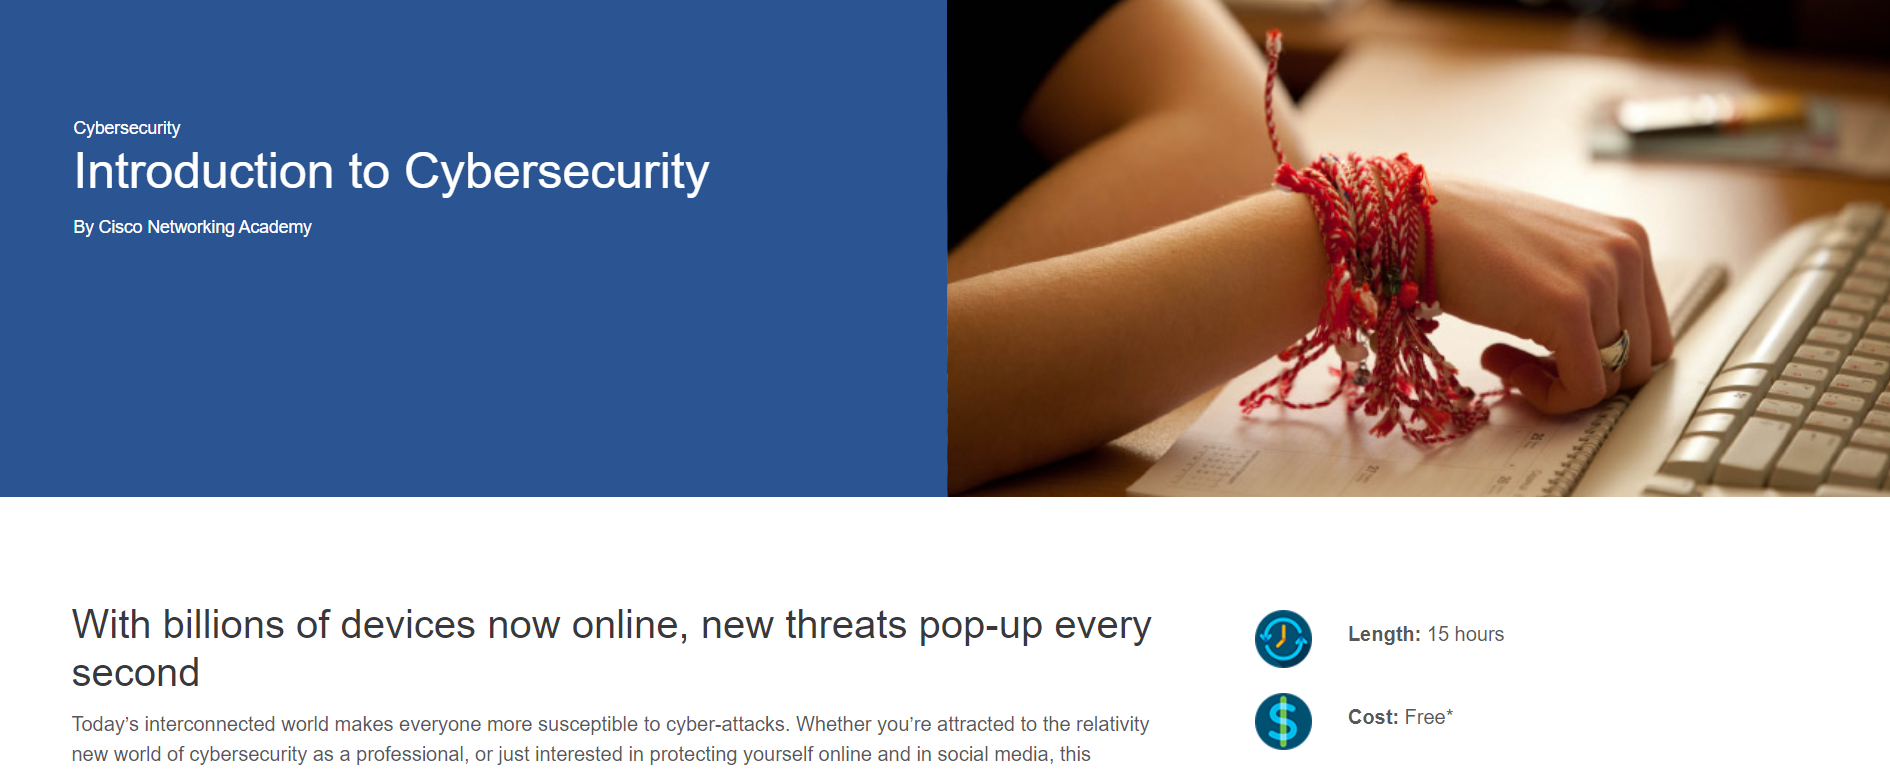 Cybersecurity
Introduction to Cybersecurity
By Cisco Networking Academy
With billions of devices now online, new threats pop-up every
second
Today’s interconnected world makes everyone more susceptible to cyber-attacks. Whether you’re attracted to the relativity
new world of cybersecurity as a professional, or just interested in protecting yourself online and in social media, this
Length: 15 hours
Cost: Free*